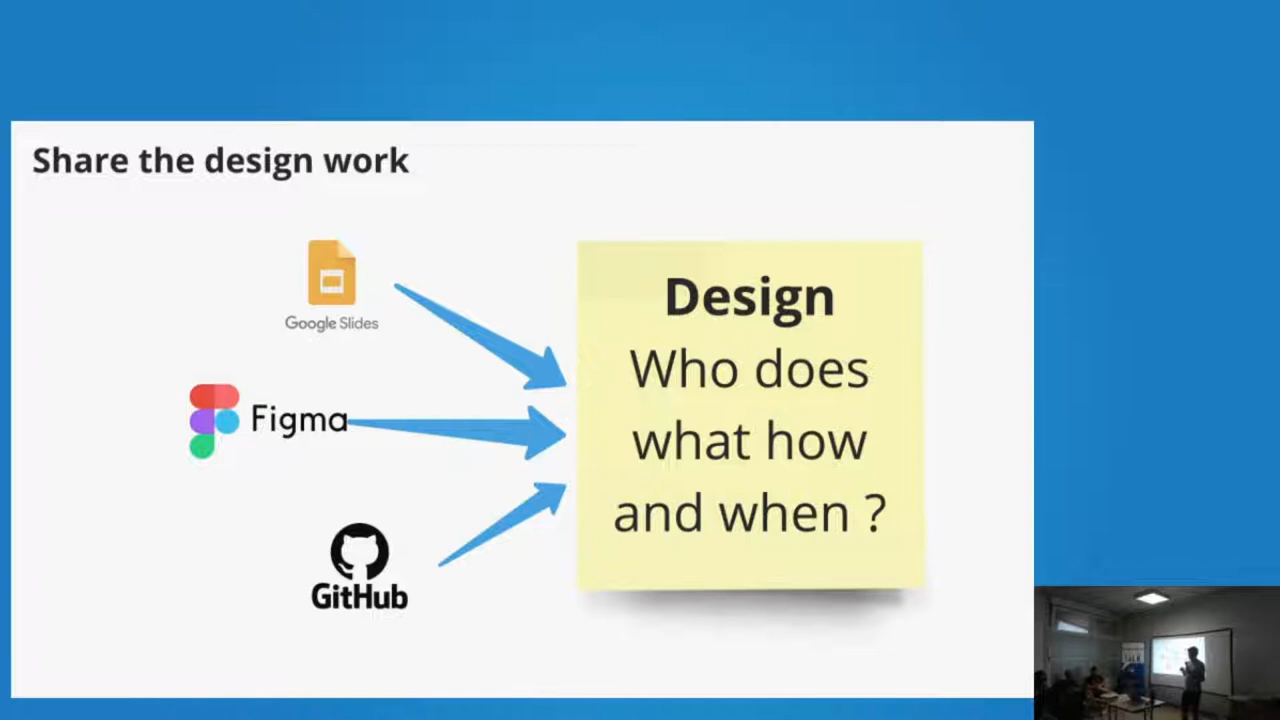 Share the design work
Google Slides
Figma
GitHub
Design
Who does
what how
and when ?